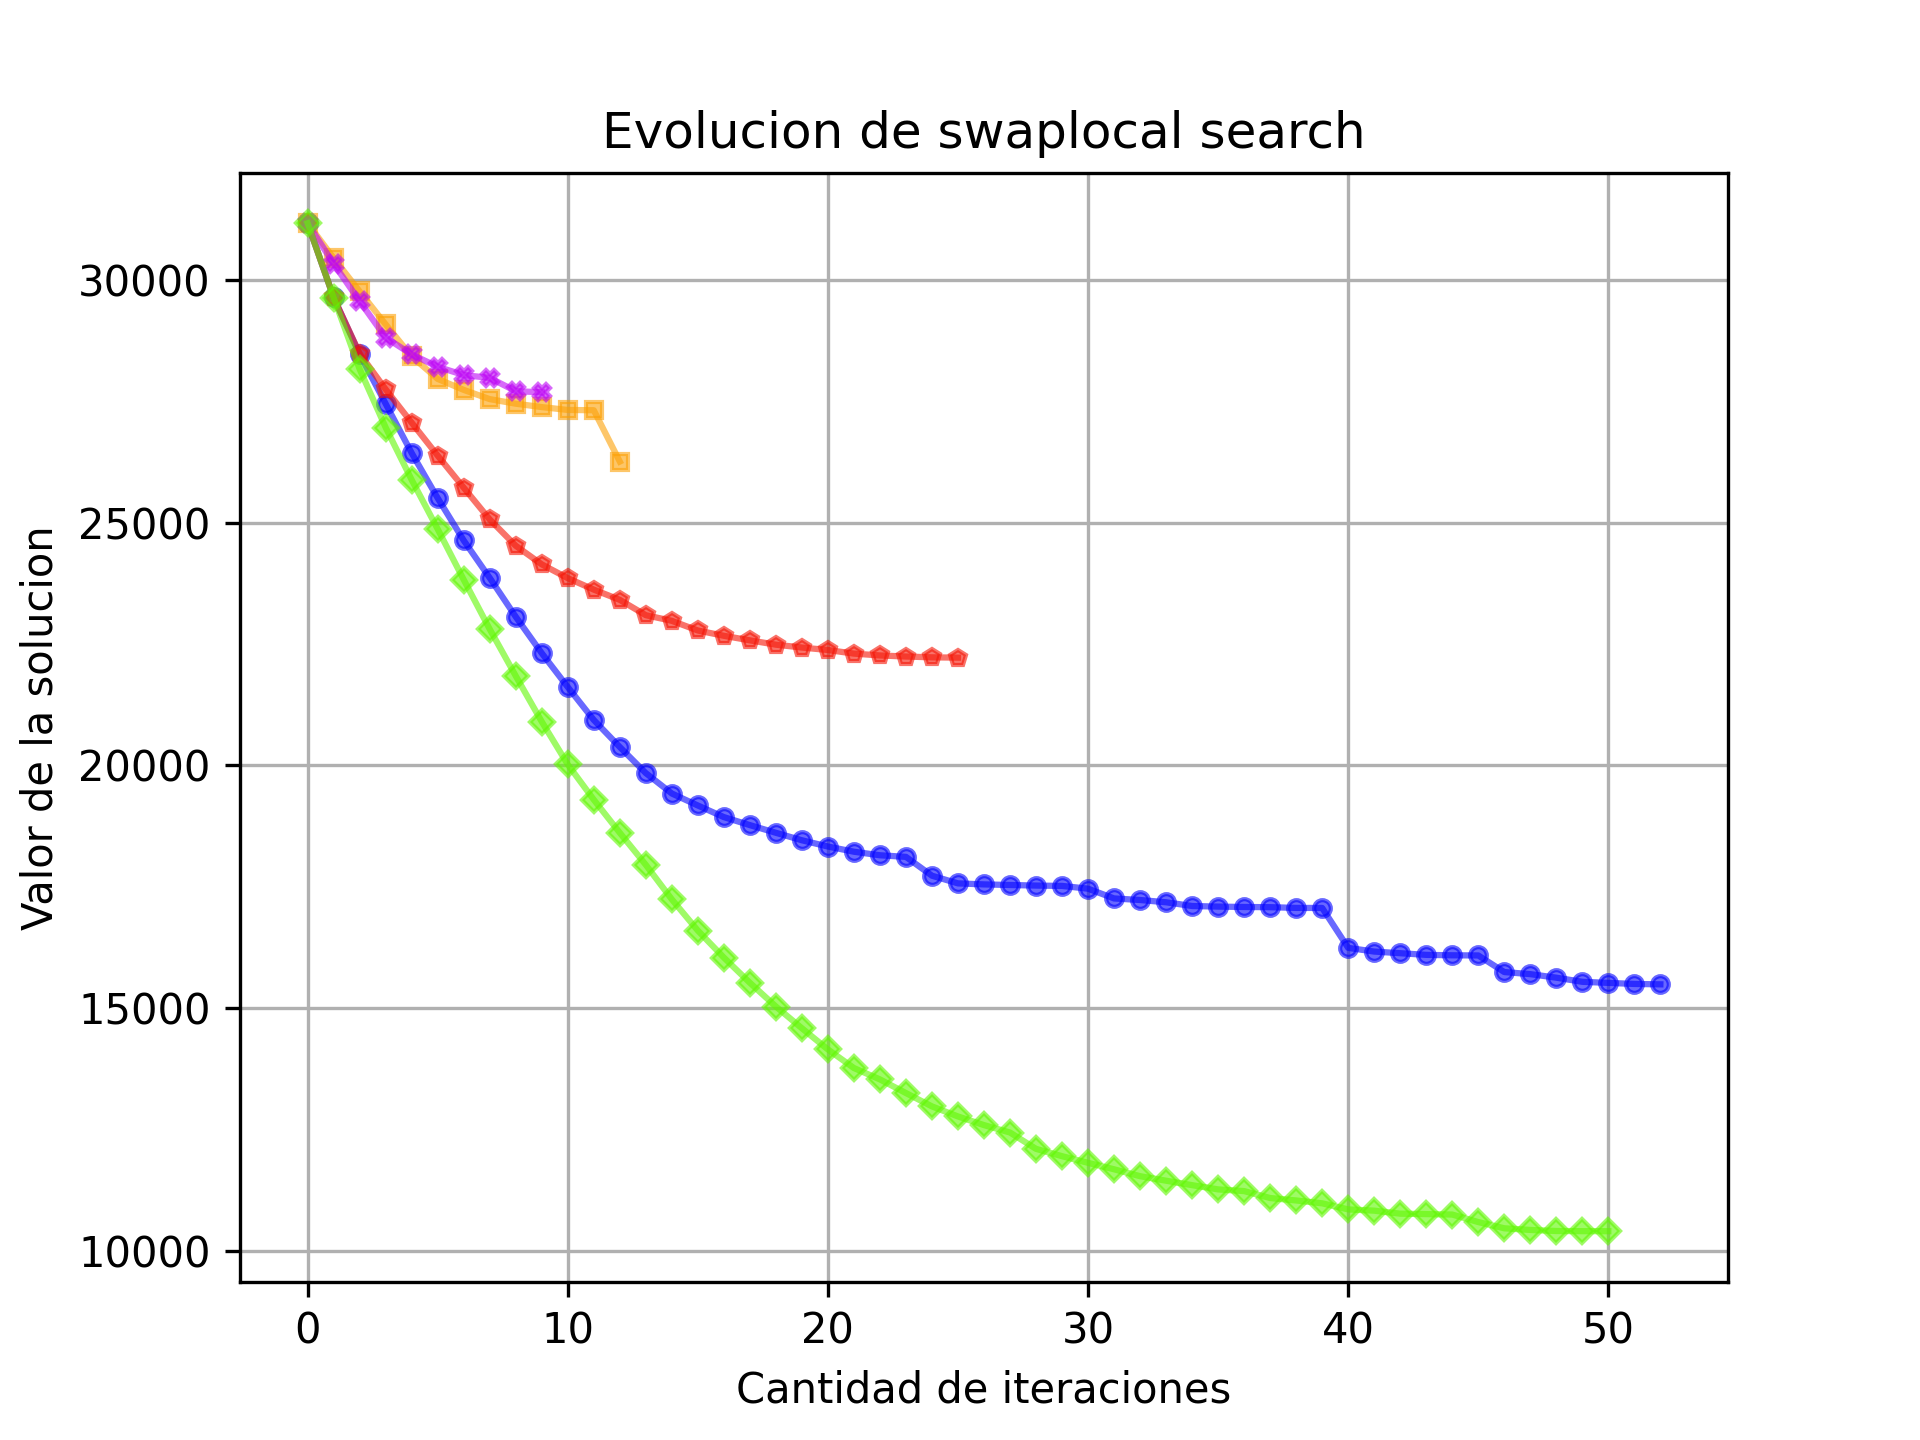 Evolucion de swaplocal search
Valor de la solucion
30000
25000
20000
15000
10000
0 10 20 30 40 50
Cantidad de iteraciones